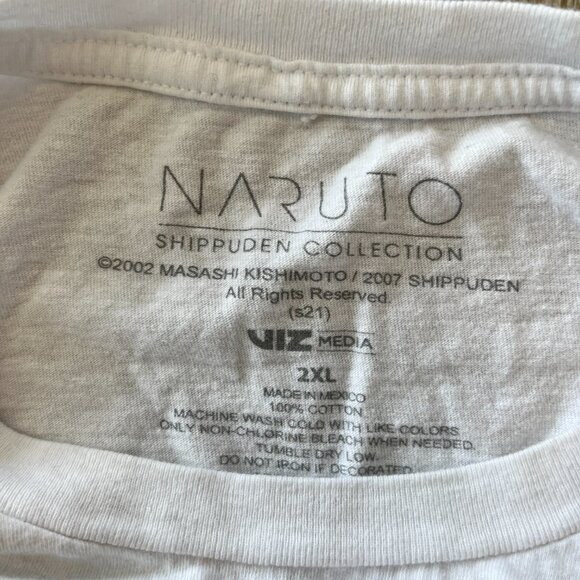 NARUTO
SHIPPUDEN COLLECTION
©2002 MASASHI KISHIMOTO / 2007 SHIPPUDEN
All Rights Reserved
(s21)
VIZ MEDIA
2XL
MADE IN MEXICO
100% COTTON
MACHINE WASH COLD WITH LIKE COLORS
ONLY NON-CHLORINE BLEACH WHEN NEEDED.
TUMBLE DRY LOW
DO NOT IRON IF DECORATED